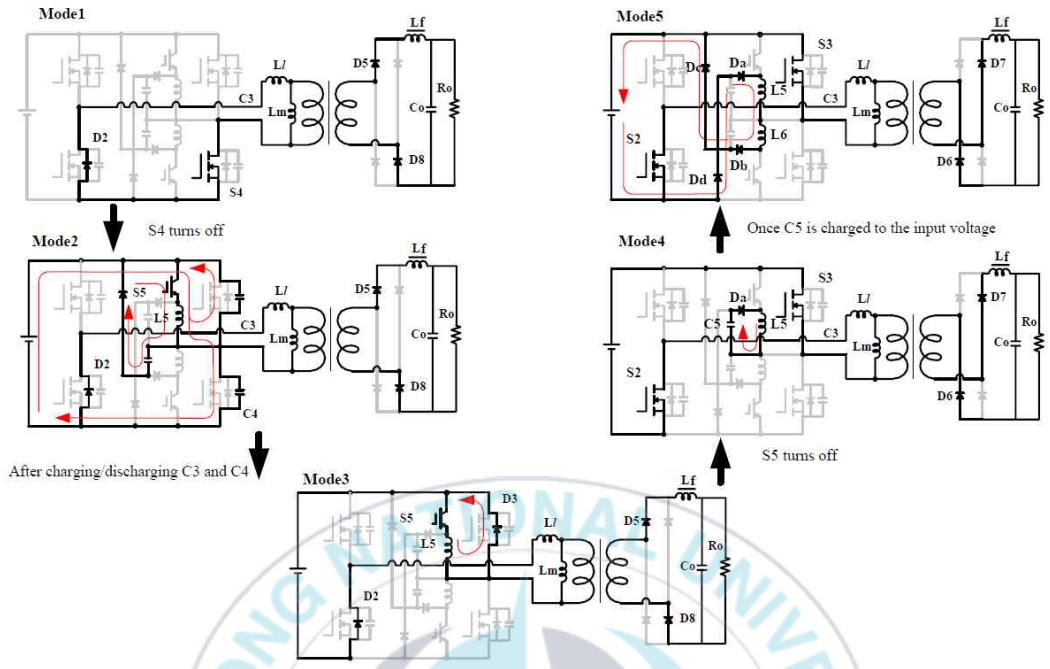 Mode1
Ll
Lm
C3
D2
S4
D5
D8
Lf
Co
Ro
S4 turns off
Mode2
S5
L5
C3
D2
C4
Ll
Lm
D5
D8
Lf
Co
Ro
After charging/discharging C3 and C4
Mode3
S5
L5
D3
D2
Ll
Lm
D5
D8
Lf
Co
Ro
S5 turns off
Mode4
S3
Da
C5
L5
C3
S2
Ll
Lm
D7
D6
Lf
Co
Ro
Once C5 is charged to the input voltage
Mode5
S3
Dc
Da
L5
C3
L6
S2
Db
Dd
Ll
Lm
D7
D6
Lf
Co
Ro
ONG NATIONAL UNIVE